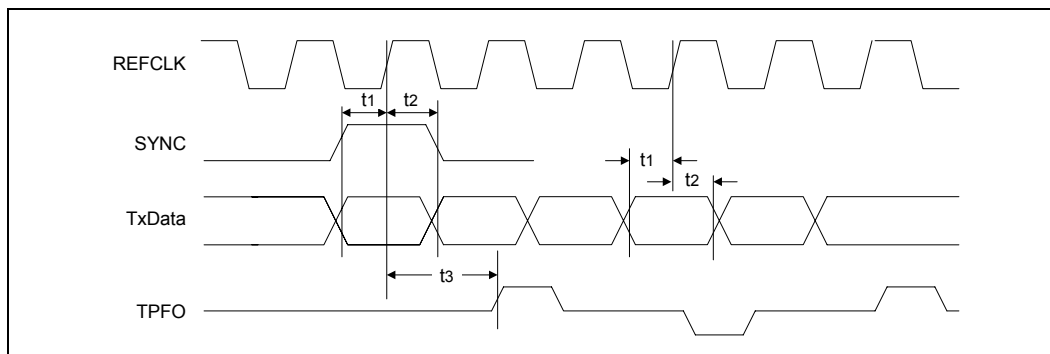 REFCLK
t1
t2
SYNC
t1
t2
TxData
t3
TPFO